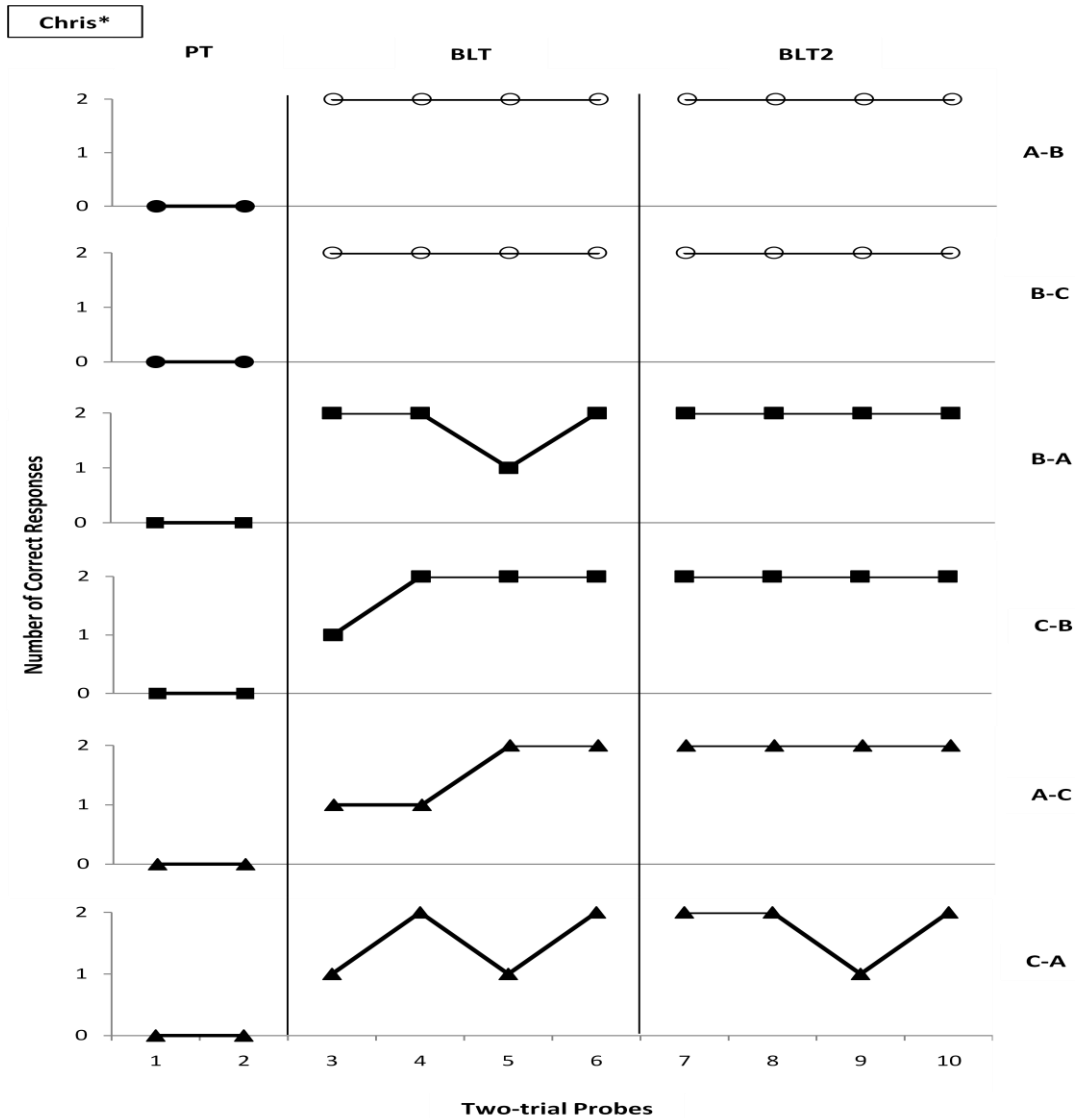 Chris*
PT BLT BLT2
2
1
0
A-B
2
1
0
B-C
2
1
0
B-A
2
1
0
C-B
2
1
0
A-C
2
1
0
C-A
Number of Correct Responses
1 2 3 4 5 6 7 8 9 10
Two-trial Probes